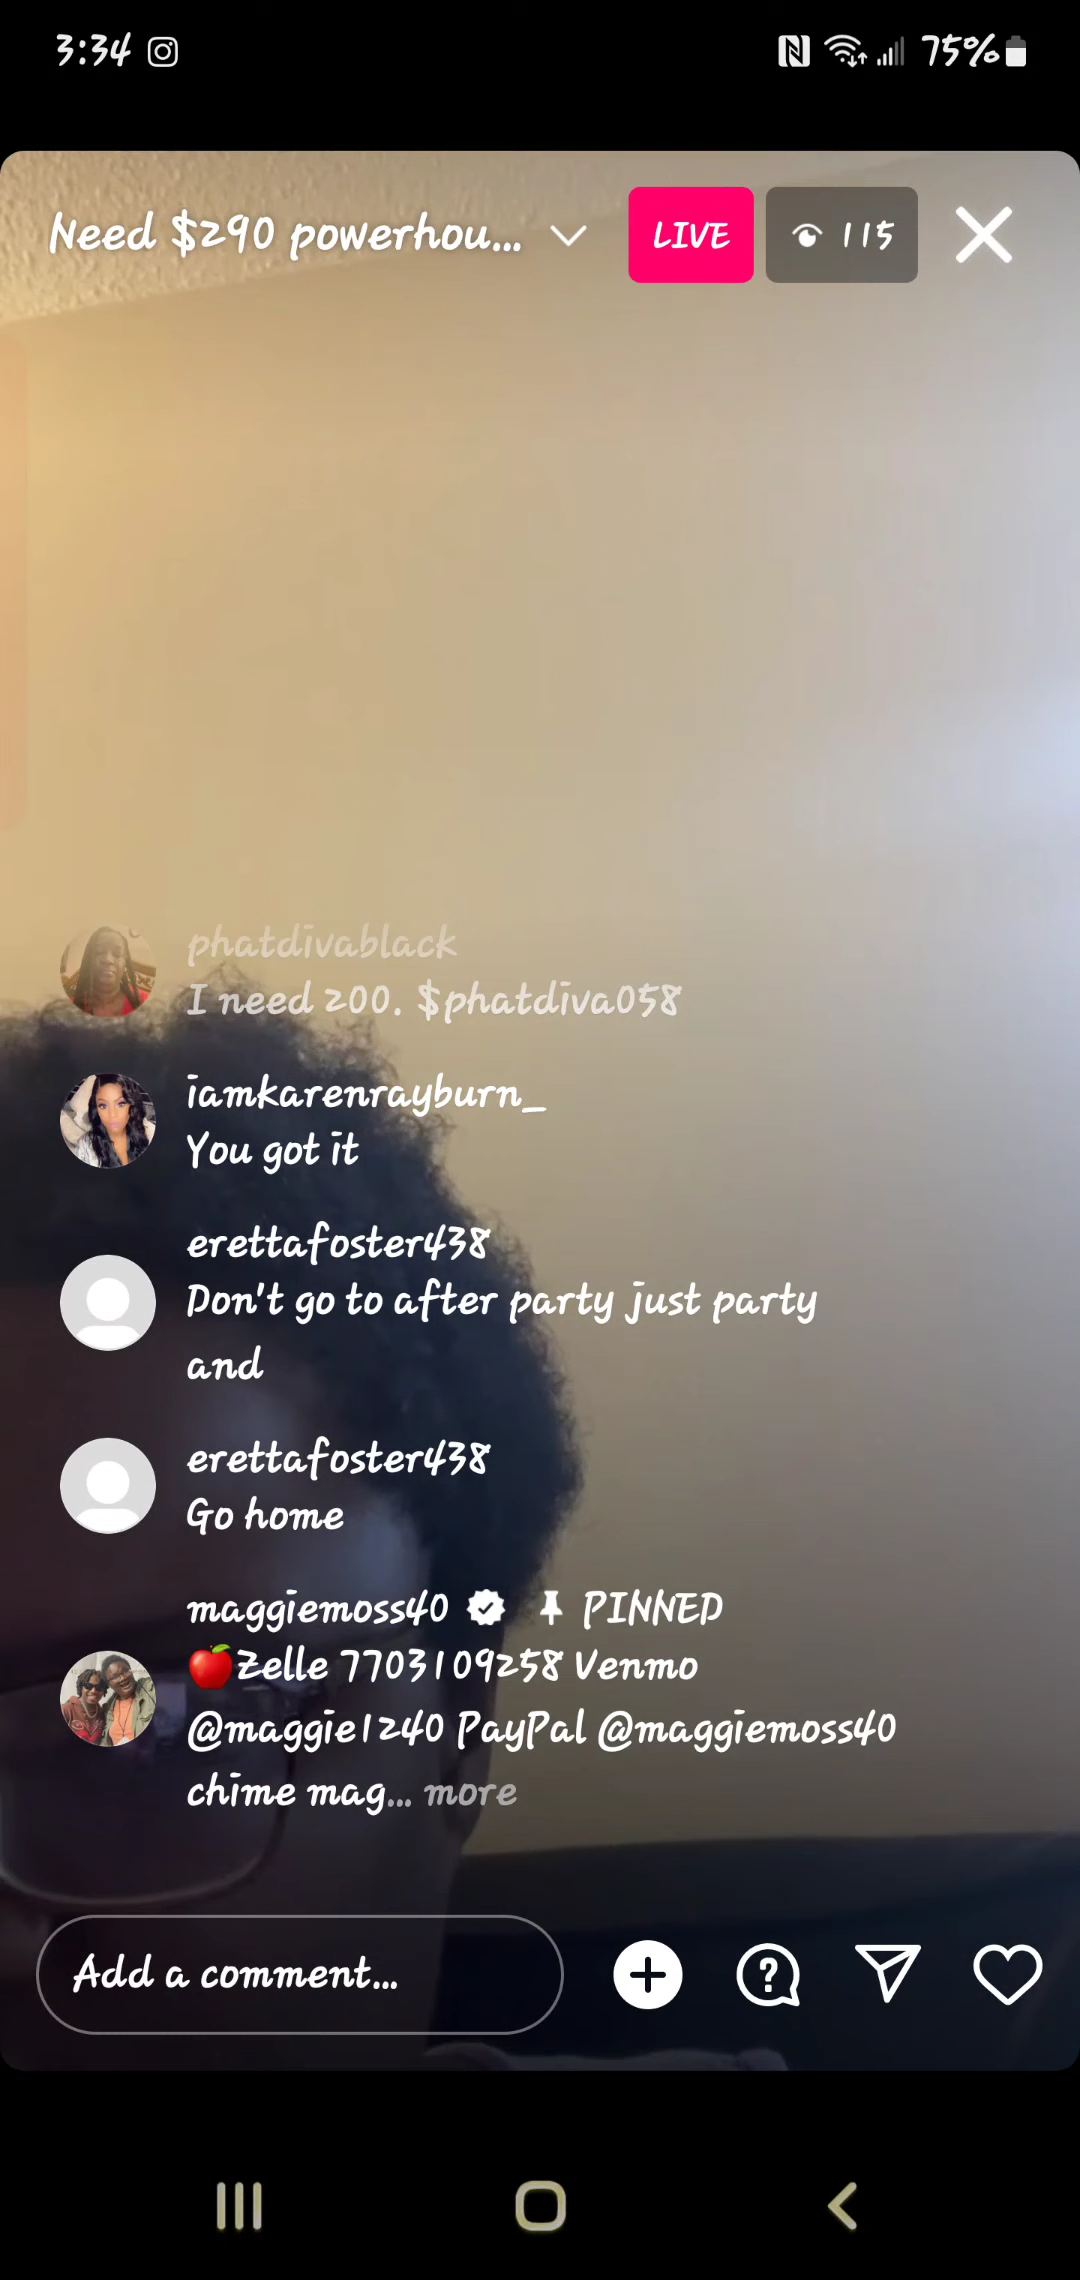 3:34 75%
Need $290 powerhou... LIVE 115
phatdivablack
I need 200. $phatdiva058
iamkarenrayburn_
You got it
erettafoster438
Don't go to after party just party
and
erettafoster438
Go home
maggiemoss40 PINNED
🍎Zelle 7703109258 Venmo
@maggie1240 PayPal @maggiemoss40
chime mag... more
Add a comment...